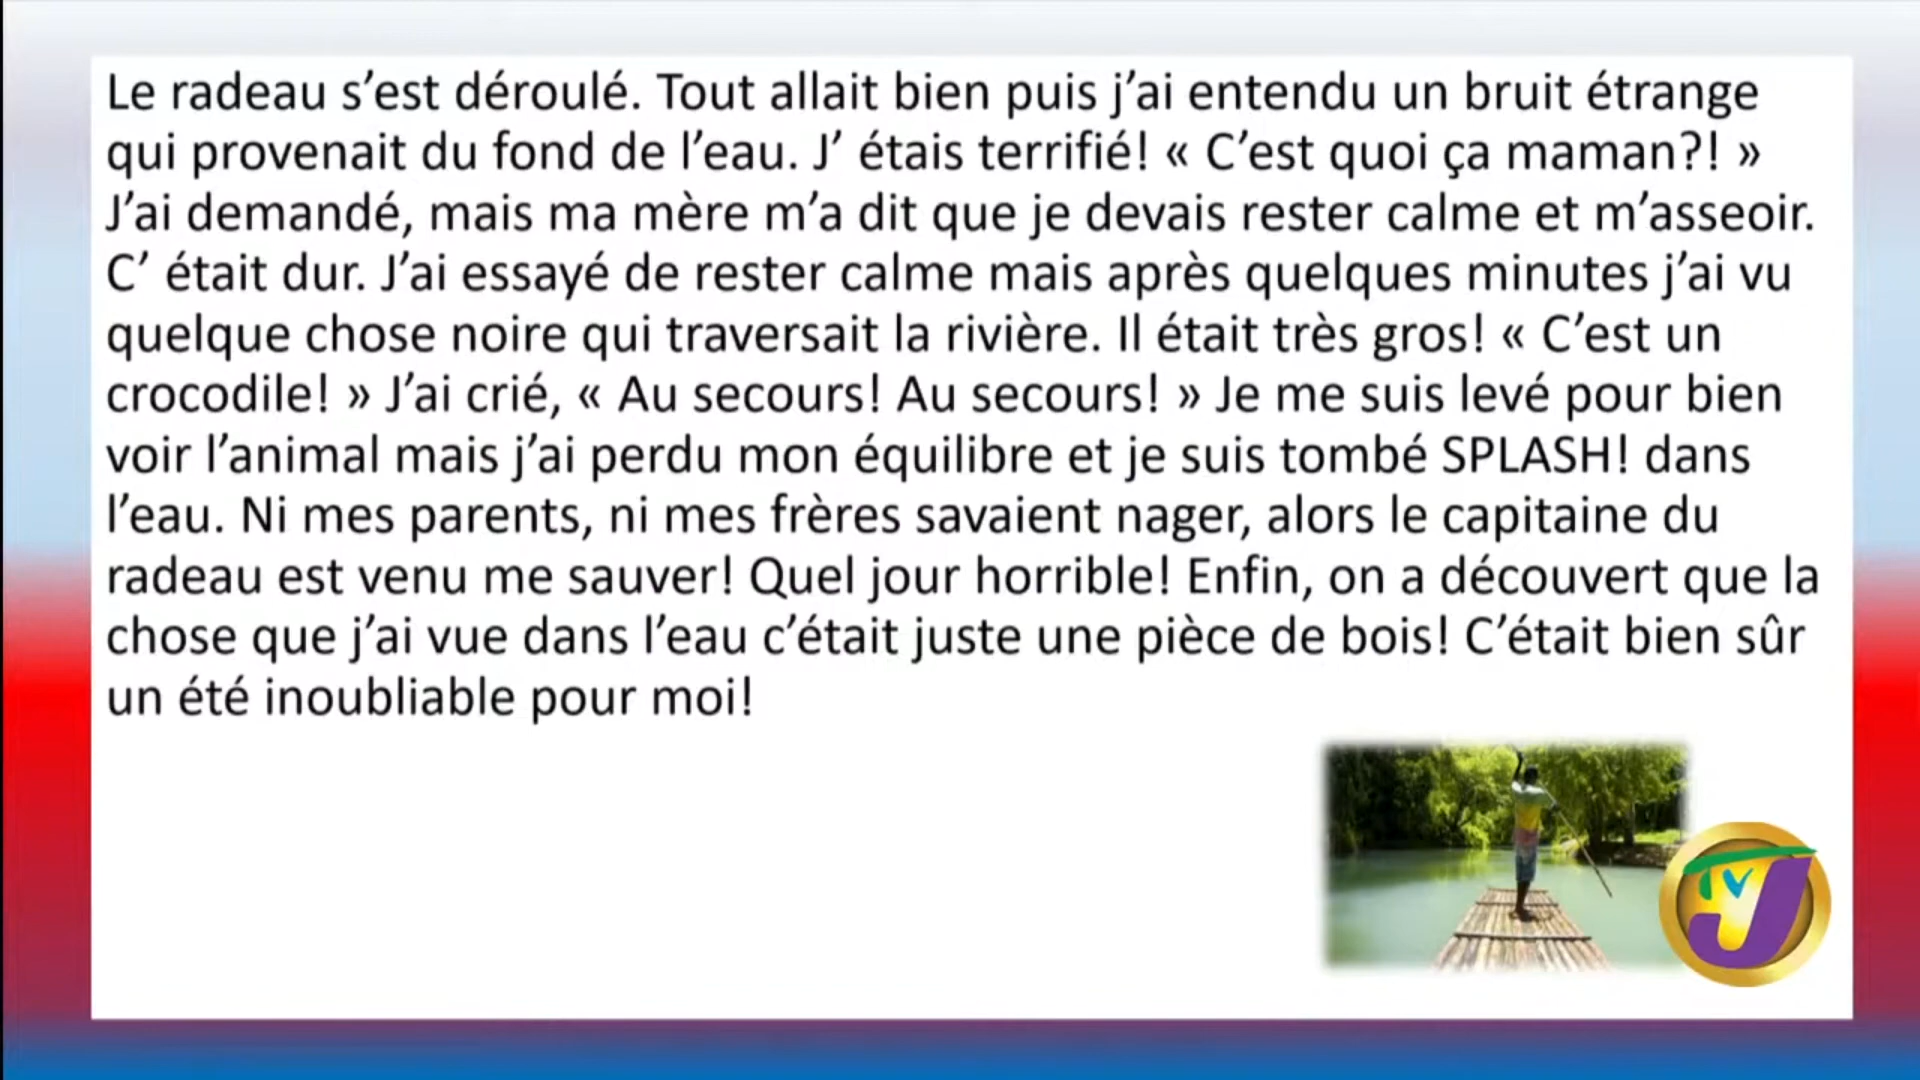 Le radeau s’est déroulé. Tout allait bien puis j’ai entendu un bruit étrange
qui provenait du fond de l’eau. J’ étais terrifié! « C’est quoi ça maman?! »
J’ai demandé, mais ma mère m’a dit que je devais rester calme et m’asseoir.
C’ était dur. J’ai essayé de rester calme mais après quelques minutes j’ai vu
quelque chose noire qui traversait la rivière. Il était très gros! « C’est un
crocodile! » J’ai crié, « Au secours! Au secours! » Je me suis levé pour bien
voir l’animal mais j’ai perdu mon équilibre et je suis tombé SPLASH! dans
l’eau. Ni mes parents, ni mes frères savaient nager, alors le capitaine du
radeau est venu me sauver! Quel jour horrible! Enfin, on a découvert que la
chose que j’ai vue dans l’eau c’était juste une pièce de bois! C’était bien sûr
un été inoubliable pour moi!
TVJ